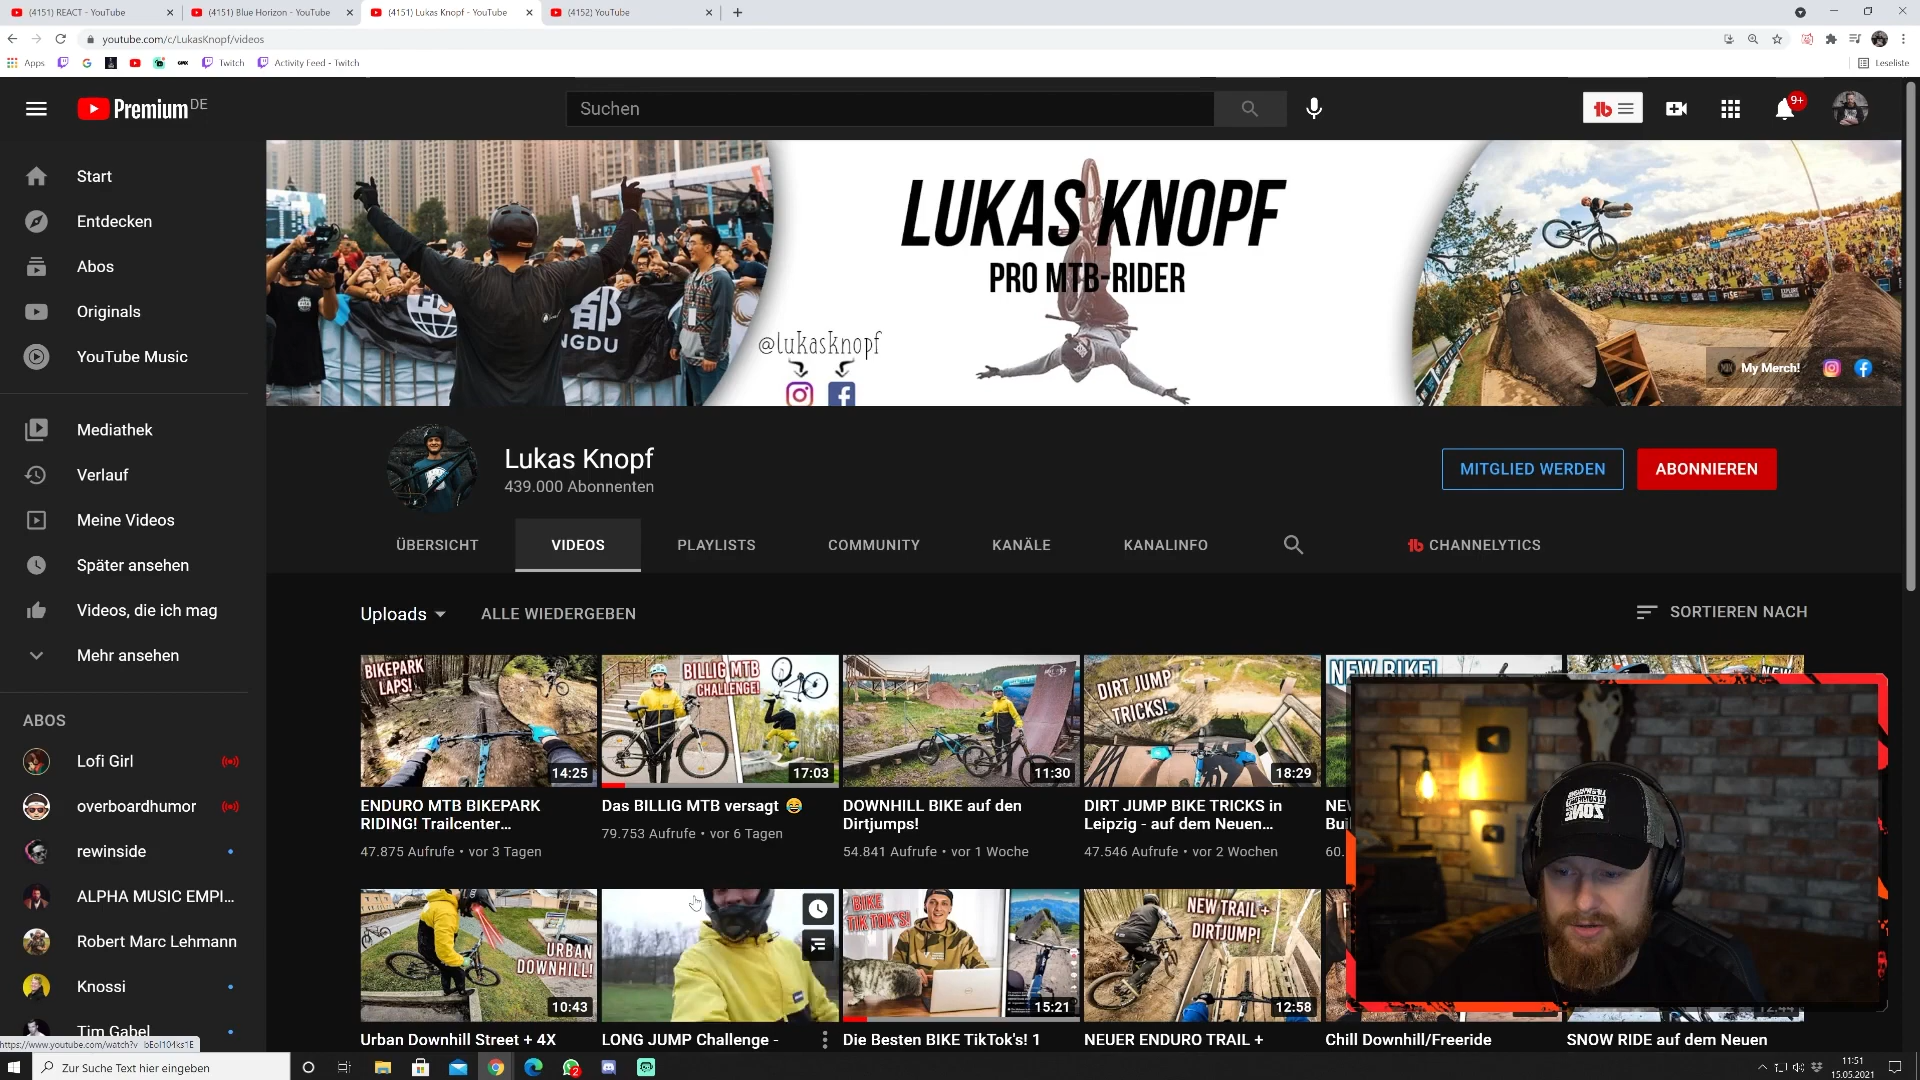 (4151) REACT - YouTube
(4151) Blue Horizon - YouTube
(4151) Lukas Knopf - YouTube
(4152) YouTube
youtube.com/c/LukasKnopf/videos
Apps
Twitch
Activity Feed - Twitch
Leseliste
Premium DE
Suchen
9+
Start
Entdecken
Abos
Originals
YouTube Music
Mediathek
Verlauf
Meine Videos
Später ansehen
Videos, die ich mag
Mehr ansehen
ABOS
Lofi Girl
overboardhumor
rewinside
ALPHA MUSIC EMPI...
Robert Marc Lehmann
Knossi
Tim Gabel
LUKAS KNOPF
PRO MTB-RIDER
@lukasknopf
FISE
都
NGDU
My Merch!
Lukas Knopf
439.000 Abonnenten
MITGLIED WERDEN
ABONNIEREN
ÜBERSICHT
VIDEOS
PLAYLISTS
COMMUNITY
KANÄLE
KANALINFO
CHANNELYTICS
Uploads
ALLE WIEDERGEBEN
SORTIEREN NACH
BIKEPARK
LAPS!
14:25
BILLIG MTB
CHALLENGE!
17:03
11:30
DIRT JUMP
TRICKS!
18:29
NEW BIKE!
NEW
ENDURO MTB BIKEPARK
RIDING! Trailcenter...
47.875 Aufrufe • vor 3 Tagen
Das BILLIG MTB versagt 😂
79.753 Aufrufe • vor 6 Tagen
DOWNHILL BIKE auf den
Dirtjumps!
54.841 Aufrufe • vor 1 Woche
DIRT JUMP BIKE TRICKS in
Leipzig - auf dem Neuen...
47.546 Aufrufe • vor 2 Wochen
60.
URBAN
DOWNHILL!
10:43
BIKE
TIK TOK'S!
15:21
NEW TRAIL +
DIRTJUMP!
12:58
Urban Downhill Street + 4X
LONG JUMP Challenge -
Die Besten BIKE TikTok's! 1
NEUER ENDURO TRAIL +
Chill Downhill/Freeride
SNOW RIDE auf dem Neuen
Zur Suche Text hier eingeben
2
11:51
15.05.2021